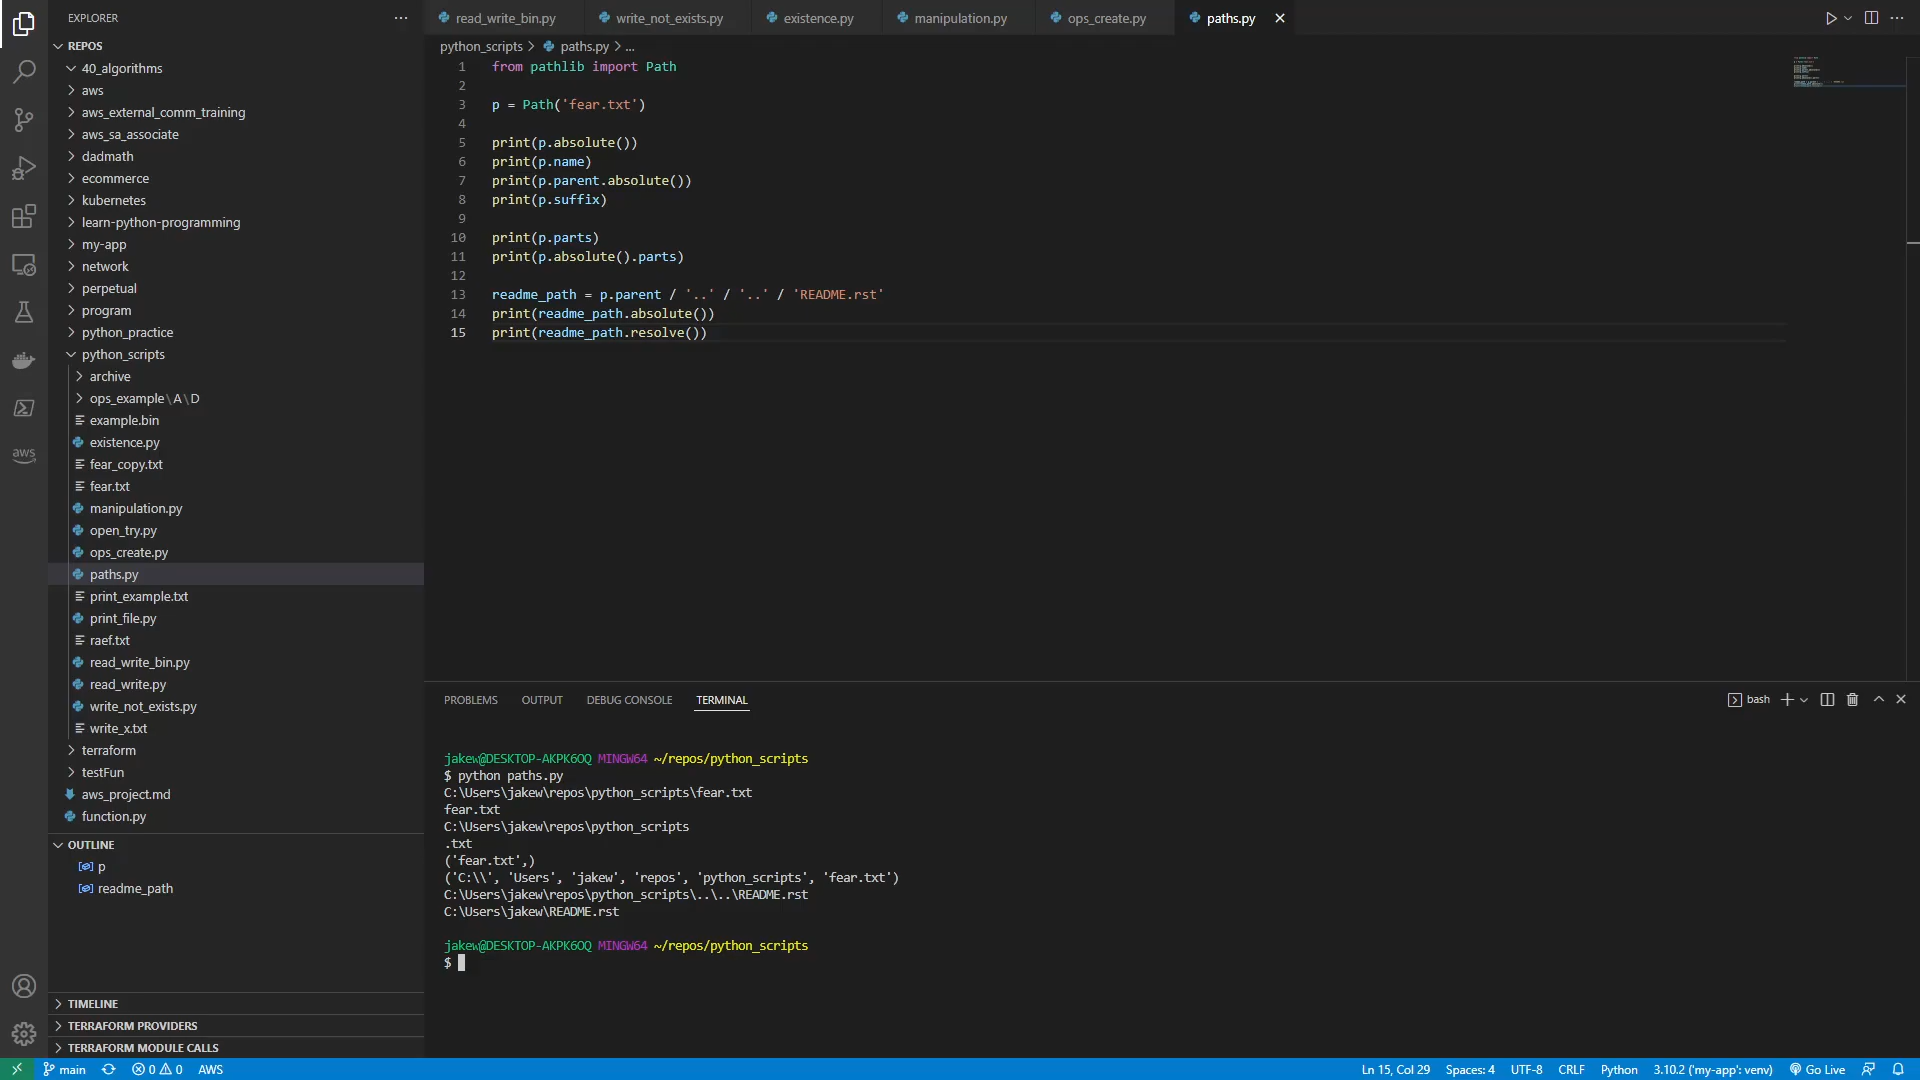 EXPLORER
REPOS
40_algorithms
aws
aws_external_comm_training
aws_sa_associate
dadmath
ecommerce
kubernetes
learn-python-programming
my-app
network
perpetual
program
python_practice
python_scripts
archive
ops_example\A\D
example.bin
existence.py
fear_copy.txt
fear.txt
manipulation.py
open_try.py
ops_create.py
paths.py
print_example.txt
print_file.py
raef.txt
read_write_bin.py
read_write.py
write_not_exists.py
write_x.txt
terraform
testFun
aws_project.md
function.py
OUTLINE
p
readme_path
TIMELINE
TERRAFORM PROVIDERS
TERRAFORM MODULE CALLS
aws
read_write_bin.py write_not_exists.py existence.py manipulation.py ops_create.py paths.py
python_scripts > paths.py > ...
1 from pathlib import Path
2
3 p = Path('fear.txt')
4
5 print(p.absolute())
6 print(p.name)
7 print(p.parent.absolute())
8 print(p.suffix)
9
10 print(p.parts)
11 print(p.absolute().parts)
12
13 readme_path = p.parent / '..' / '..' / 'README.rst'
14 print(readme_path.absolute())
15 print(readme_path.resolve())
PROBLEMS OUTPUT DEBUG CONSOLE TERMINAL
bash
jakew@DESKTOP-AKPK6OQ MINGW64 ~/repos/python_scripts
$ python paths.py
C:\Users\jakew\repos\python_scripts\fear.txt
fear.txt
C:\Users\jakew\repos\python_scripts
.txt
('fear.txt',)
('C:\\', 'Users', 'jakew', 'repos', 'python_scripts', 'fear.txt')
C:\Users\jakew\repos\python_scripts\..\..\README.rst
C:\Users\jakew\README.rst
jakew@DESKTOP-AKPK6OQ MINGW64 ~/repos/python_scripts
$
main 0 0 AWS Ln 15, Col 29 Spaces: 4 UTF-8 CRLF Python 3.10.2 ('my-app': venv) Go Live